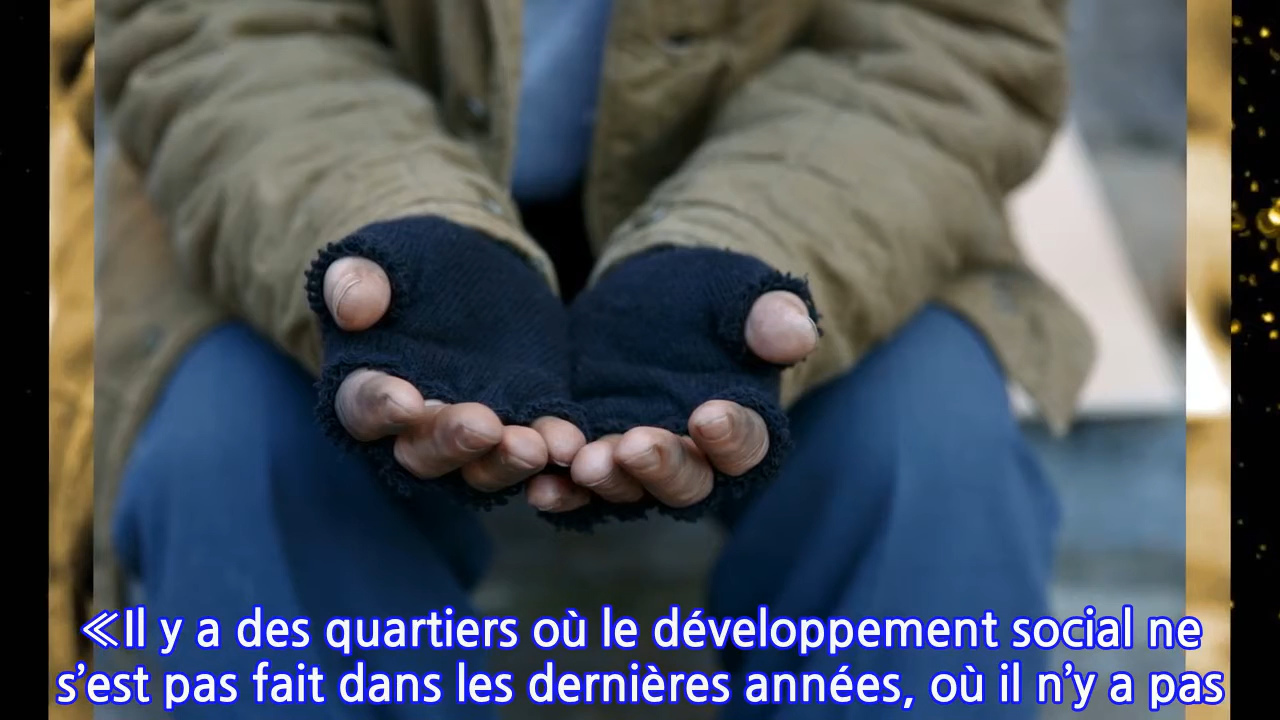 ≪Il y a des quartiers où le développement social ne
s’est pas fait dans les dernières années, où il n’y a pas